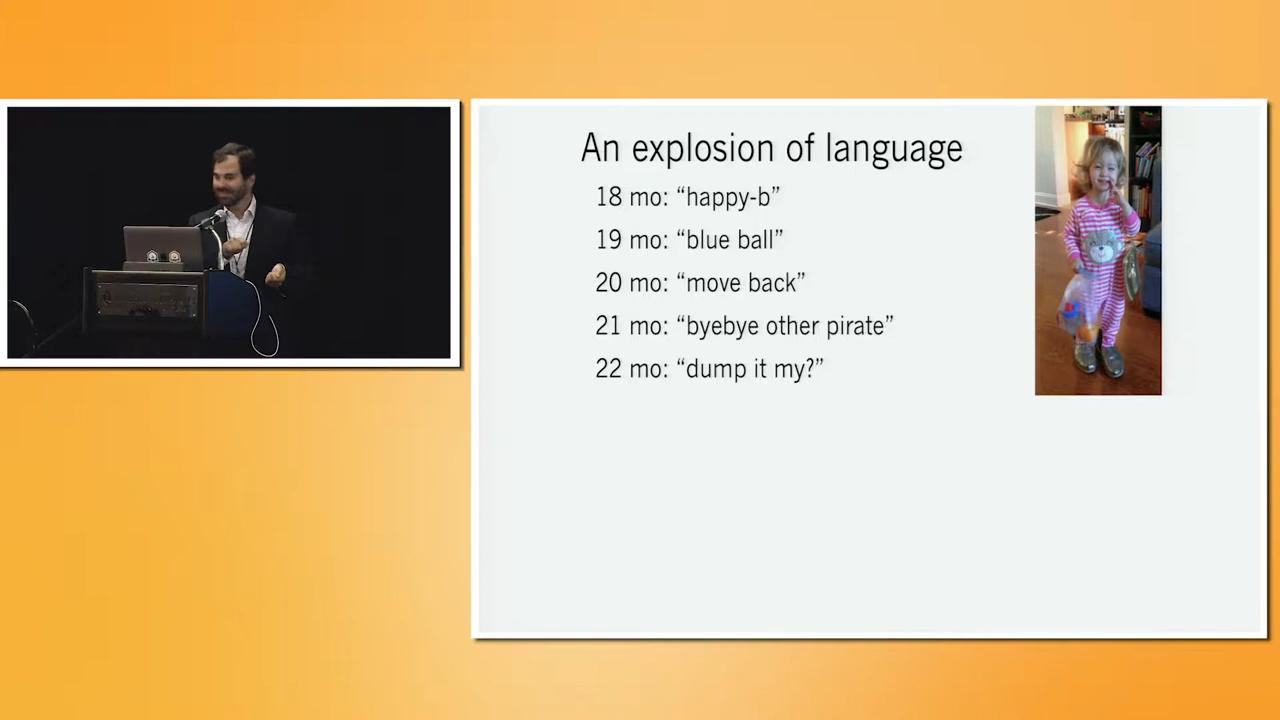 An explosion of language
18 mo: “happy-b”
19 mo: “blue ball”
20 mo: “move back”
21 mo: “byebye other pirate”
22 mo: “dump it my?”